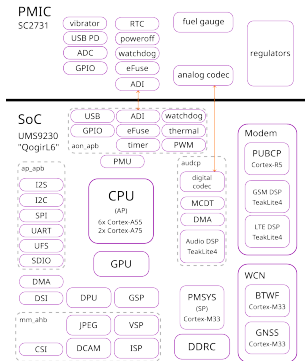 PMIC
SC2731
vibrator
USB PD
ADC
GPIO
RTC
poweroff
watchdog
eFuse
ADI
fuel gauge
analog codec
regulators
SoC
UMS9230
"QogirL6"
USB
ADI
watchdog
GPIO
eFuse
thermal
aon_apb
timer
PWM
PMU
ap_apb
I2S
I2C
SPI
UART
UFS
SDIO
DMA
DSI
CPU
(AP)
6x Cortex-A55
2x Cortex-A75
GPU
audcp
digital
codec
MCDT
DMA
Audio DSP
TeakLite4
Modem
PUBCP
Cortex-R5
GSM DSP
TeakLite4
LTE DSP
TeakLite4
DPU
GSP
mm_ahb
JPEG
VSP
CSI
DCAM
ISP
PMSYS
(SP)
Cortex-M33
DDRC
WCN
BTWF
Cortex-M33
GNSS
Cortex-M33